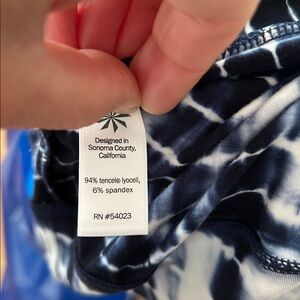 Designed in
Sonoma County,
California
94% tencel® lyocell,
6% spandex
RN #54023